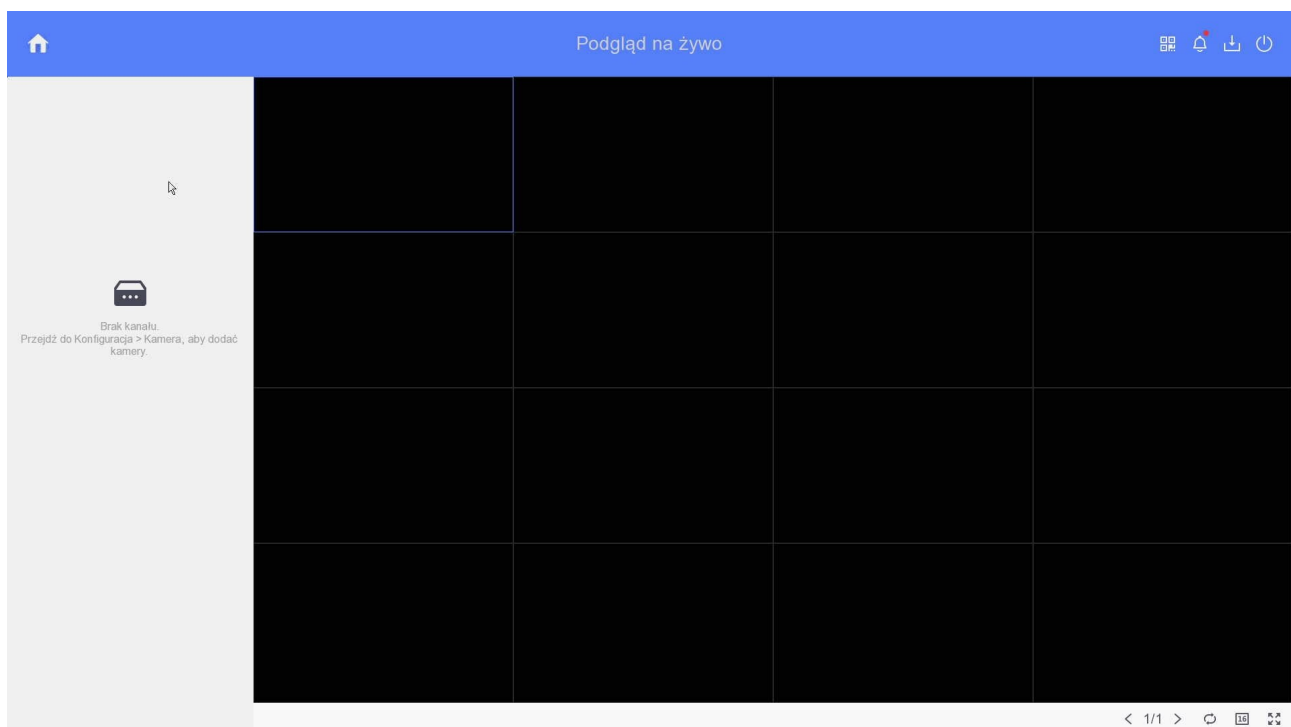 Podgląd na żywo
Brak kanału.
Przejdź do Konfiguracja > Kamera, aby dodać
kamery.
1/1
16